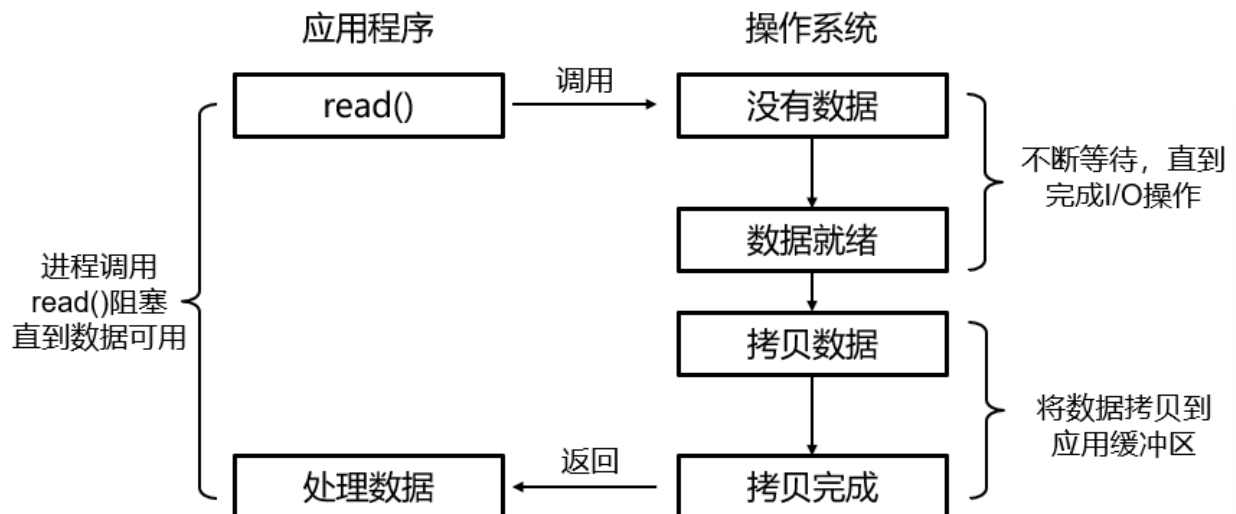 应用程序
操作系统
read()
调用
没有数据
不断等待，直到
完成I/O操作
数据就绪
进程调用
read()阻塞
直到数据可用
拷贝数据
将数据拷贝到
应用缓冲区
处理数据
返回
拷贝完成